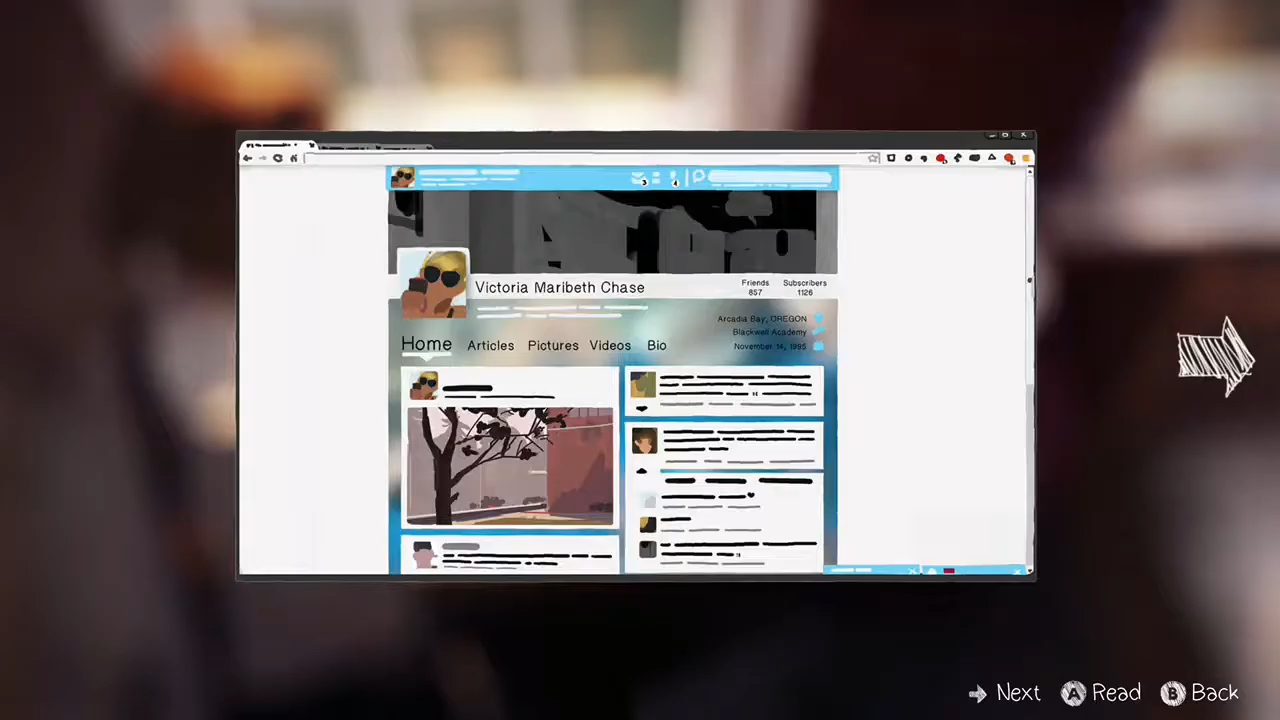 Victoria Maribeth Chase
Friends
857
Subscribers
1126
Arcadia Bay, OREGON
Blackwell Academy
November 14, 1995
Home Articles Pictures Videos Bio
Next A Read B Back